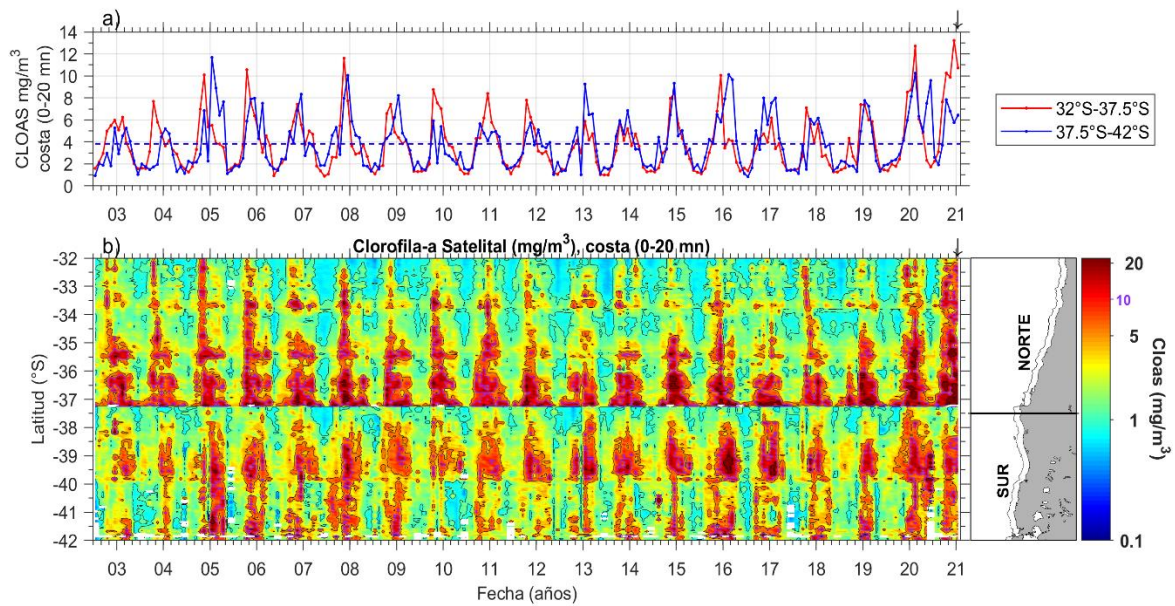 a)
CLOAS mg/m³
costa (0-20 mn)
14
12
10
8
6
4
2
0
03 04 05 06 07 08 09 10 11 12 13 14 15 16 17 18 19 20 21
32°S-37.5°S
37.5°S-42°S
b)
Clorofila-a Satelital (mg/m³), costa (0-20 mn)
Latitud (°S)
-32
-33
-34
-35
-36
-37
-38
-39
-40
-41
-42
03 04 05 06 07 08 09 10 11 12 13 14 15 16 17 18 19 20 21
Fecha (años)
NORTE
SUR
20
10
5
1
0.1
Cloas (mg/m³)